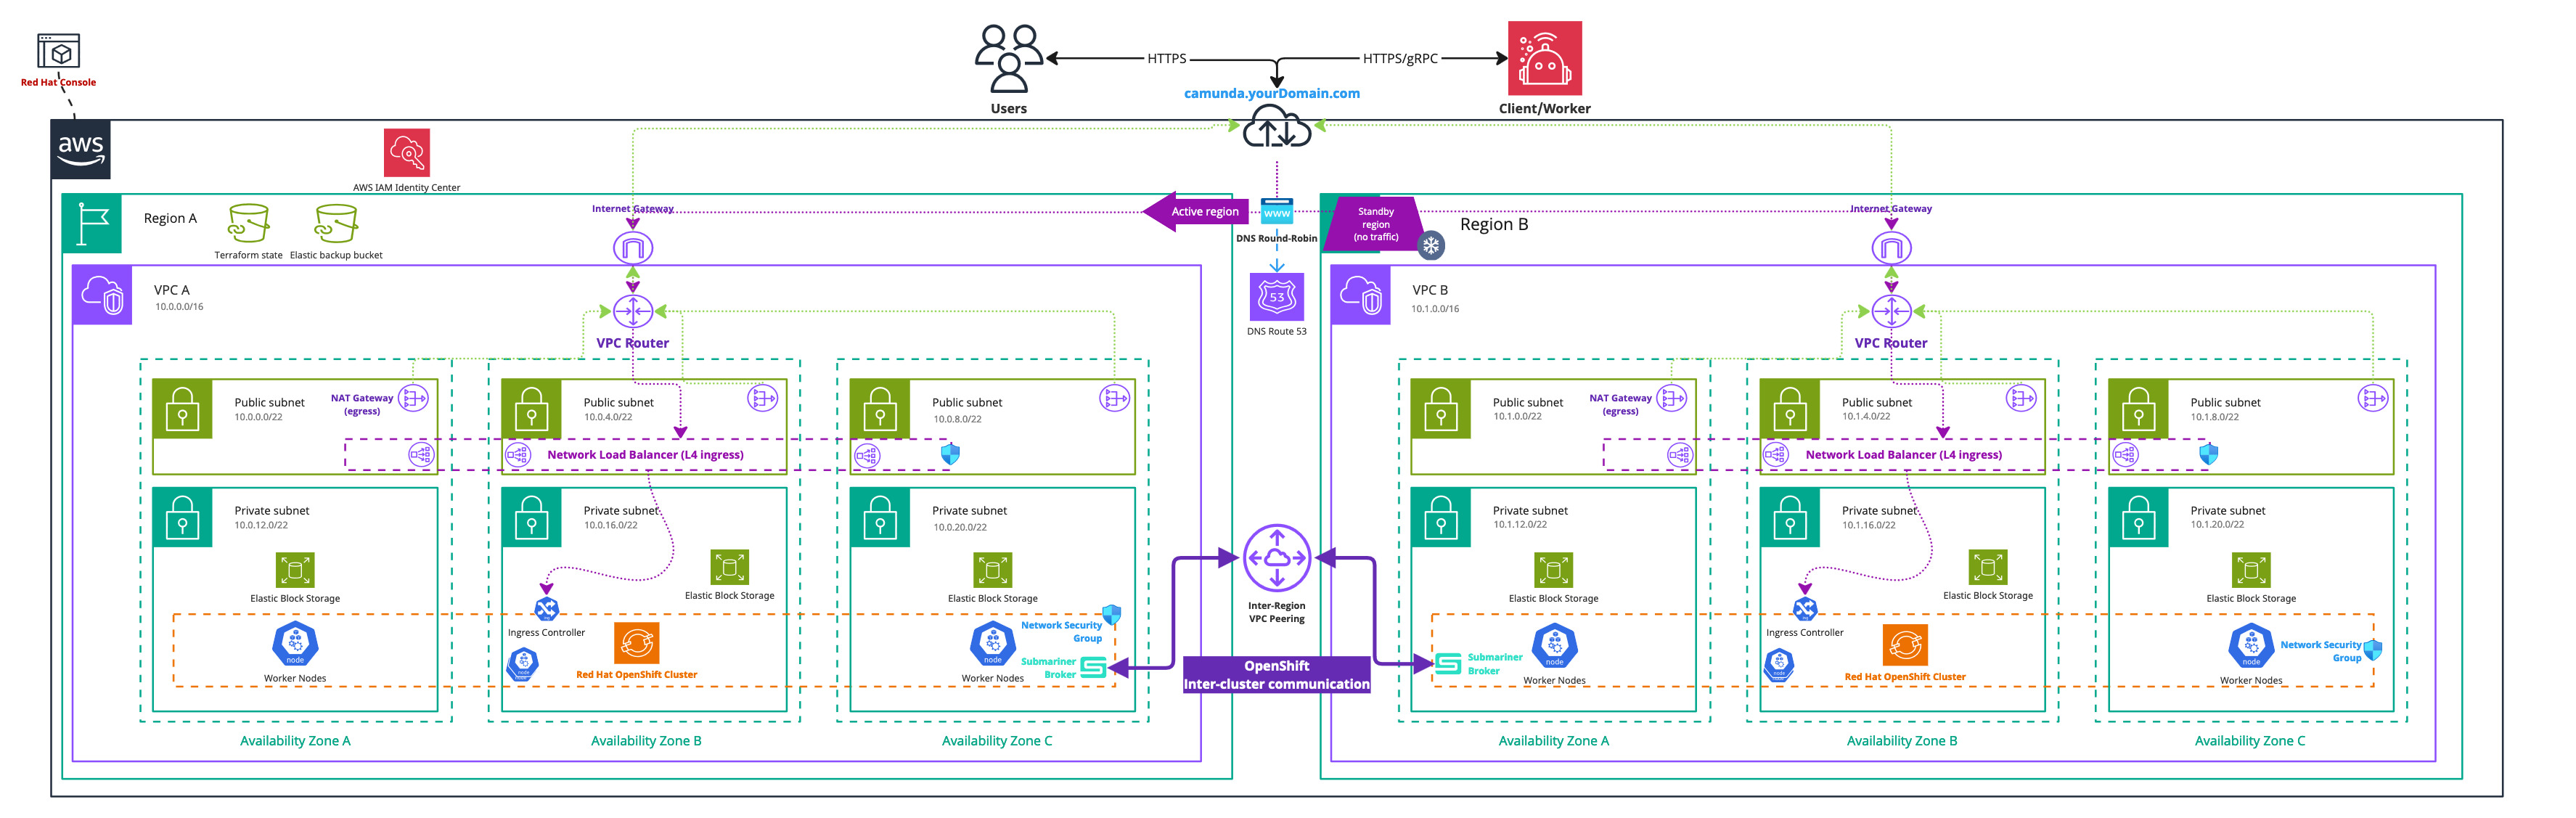 Red Hat Console
Users
HTTPS
HTTPS/gRPC
Client/Worker
camunda.yourDomain.com
aws
AWS IAM Identity Center
Region A
Terraform state
Elastic backup bucket
Internet Gateway
Active region
WWW
DNS Round-Robin
53
DNS Route 53
Standby
region
(no traffic)
Region B
Internet Gateway
VPC A
10.0.0.0/16
VPC Router
Public subnet
10.0.0.0/22
NAT Gateway
(egress)
Public subnet
10.0.4.0/22
Public subnet
10.0.8.0/22
Network Load Balancer (L4 ingress)
Private subnet
10.0.12.0/22
Private subnet
10.0.16.0/22
Private subnet
10.0.20.0/22
Elastic Block Storage
Elastic Block Storage
Elastic Block Storage
Ingress Controller
node
Worker Nodes
node
Red Hat OpenShift Cluster
node
Worker Nodes
Network Security
Group
Submariner
Broker
Availability Zone A
Availability Zone B
Availability Zone C
Inter-Region
VPC Peering
OpenShift
Inter-cluster communication
VPC B
10.1.0.0/16
VPC Router
Public subnet
10.1.0.0/22
NAT Gateway
(egress)
Public subnet
10.1.4.0/22
Public subnet
10.1.8.0/22
Network Load Balancer (L4 ingress)
Private subnet
10.1.12.0/22
Private subnet
10.1.16.0/22
Private subnet
10.1.20.0/22
Elastic Block Storage
Elastic Block Storage
Elastic Block Storage
Submariner
Broker
node
Worker Nodes
Ingress Controller
node
Red Hat OpenShift Cluster
node
Worker Nodes
Network Security
Group
Availability Zone A
Availability Zone B
Availability Zone C